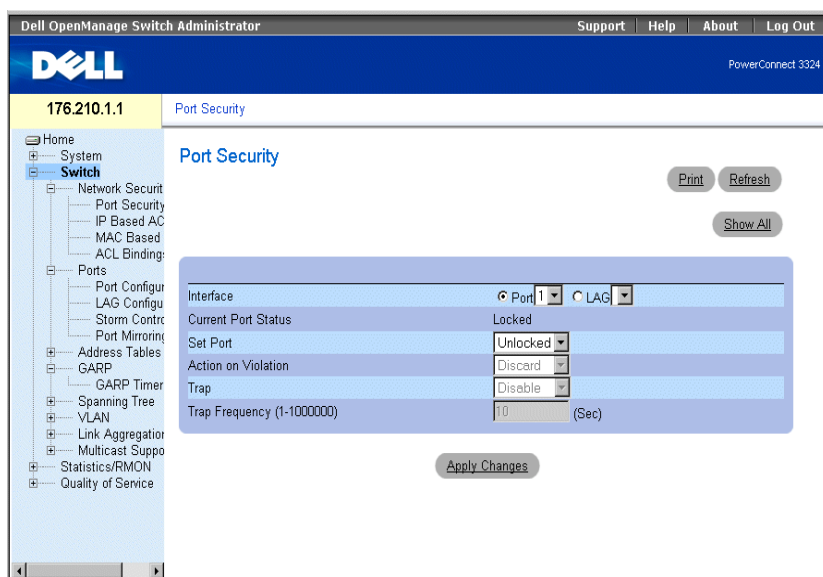 Dell OpenManage Switch Administrator
Support | Help | About | Log Out
DELL
PowerConnect 3324
176.210.1.1
Port Security
Home
System
Switch
Network Securit
Port Security
IP Based AC
MAC Based
ACL Binding:
Ports
Port Configur
LAG Configu
Storm Contro
Port Mirroring
Address Tables
GARP
GARP Timer
Spanning Tree
VLAN
Link Aggregation
Multicast Suppo
Statistics/RMON
Quality of Service
Port Security
Print
Refresh
Show All
Interface Port 1 LAG
Current Port Status Locked
Set Port Unlocked
Action on Violation Discard
Trap Disable
Trap Frequency (1-1000000) 10 (Sec)
Apply Changes